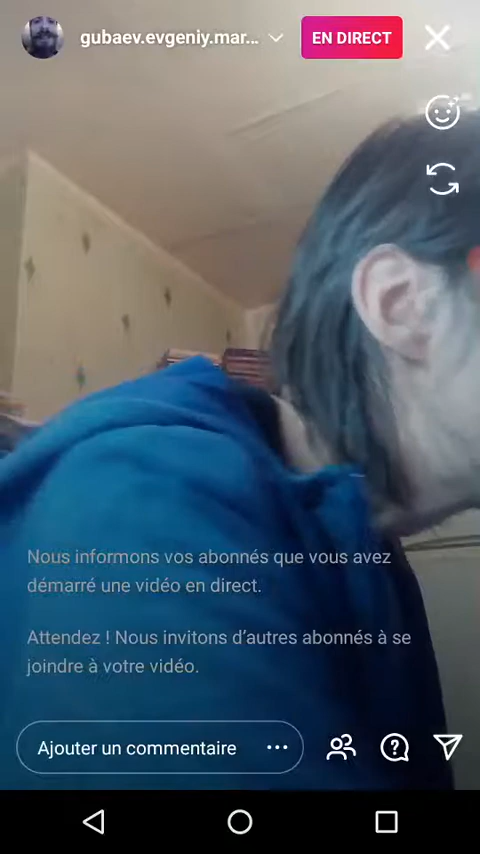 gubaev.evgeniy.mar...
EN DIRECT
Nous informons vos abonnés que vous avez
démarré une vidéo en direct.
Attendez ! Nous invitons d’autres abonnés à se
joindre à votre vidéo.
Ajouter un commentaire